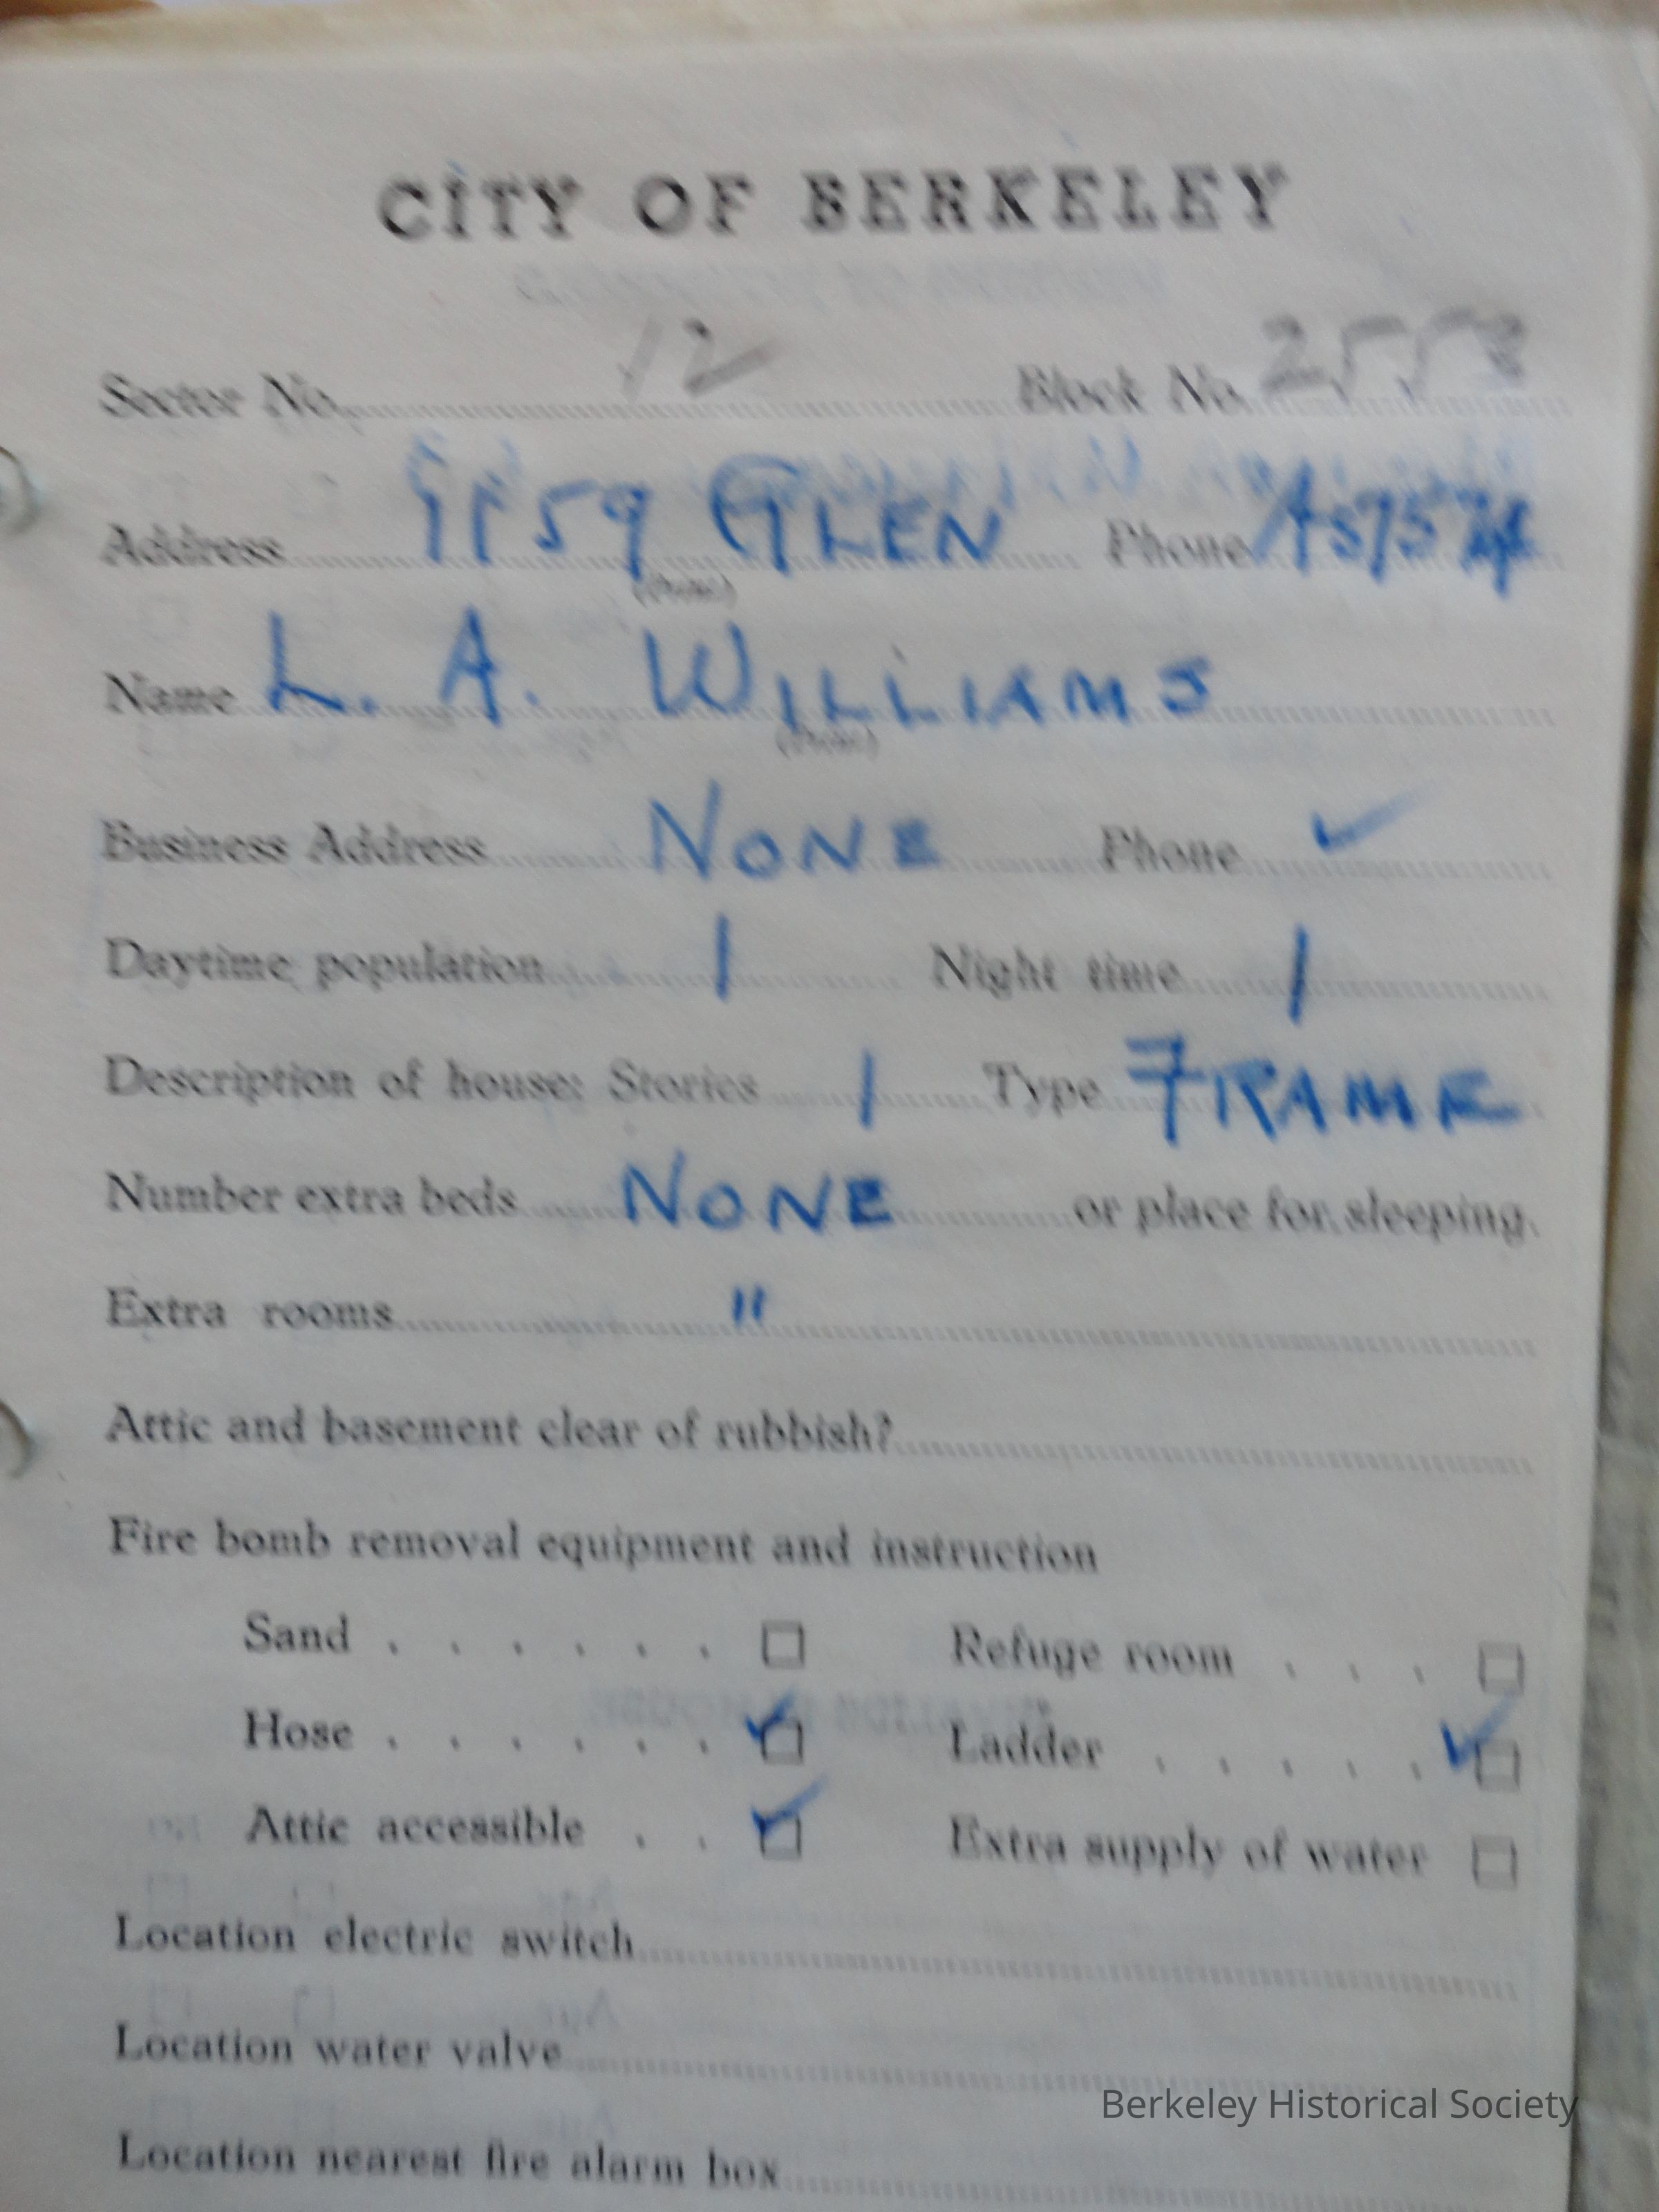 CITY OF BERKELEY
Sector No. 12 Block No. 2553
Address 1159 GLEN Phone
(Print)
Name L. A. WILLIAMS
(Print)
Business Address NONE Phone ✓
Daytime population 1 Night time 1
Description of house: Stories 1 Type FRAME
Number extra beds NONE or place for sleeping.
Extra rooms "
Attic and basement clear of rubbish?
Fire bomb removal equipment and instruction
Sand . . . . . . ☐ Refuge room . . . ☐
Hose . . . . . . ☑ Ladder . . . . . ☑
Attic accessible . . ☑ Extra supply of water ☐
Location electric switch
Location water valve
Location nearest fire alarm box
Berkeley Historical Society